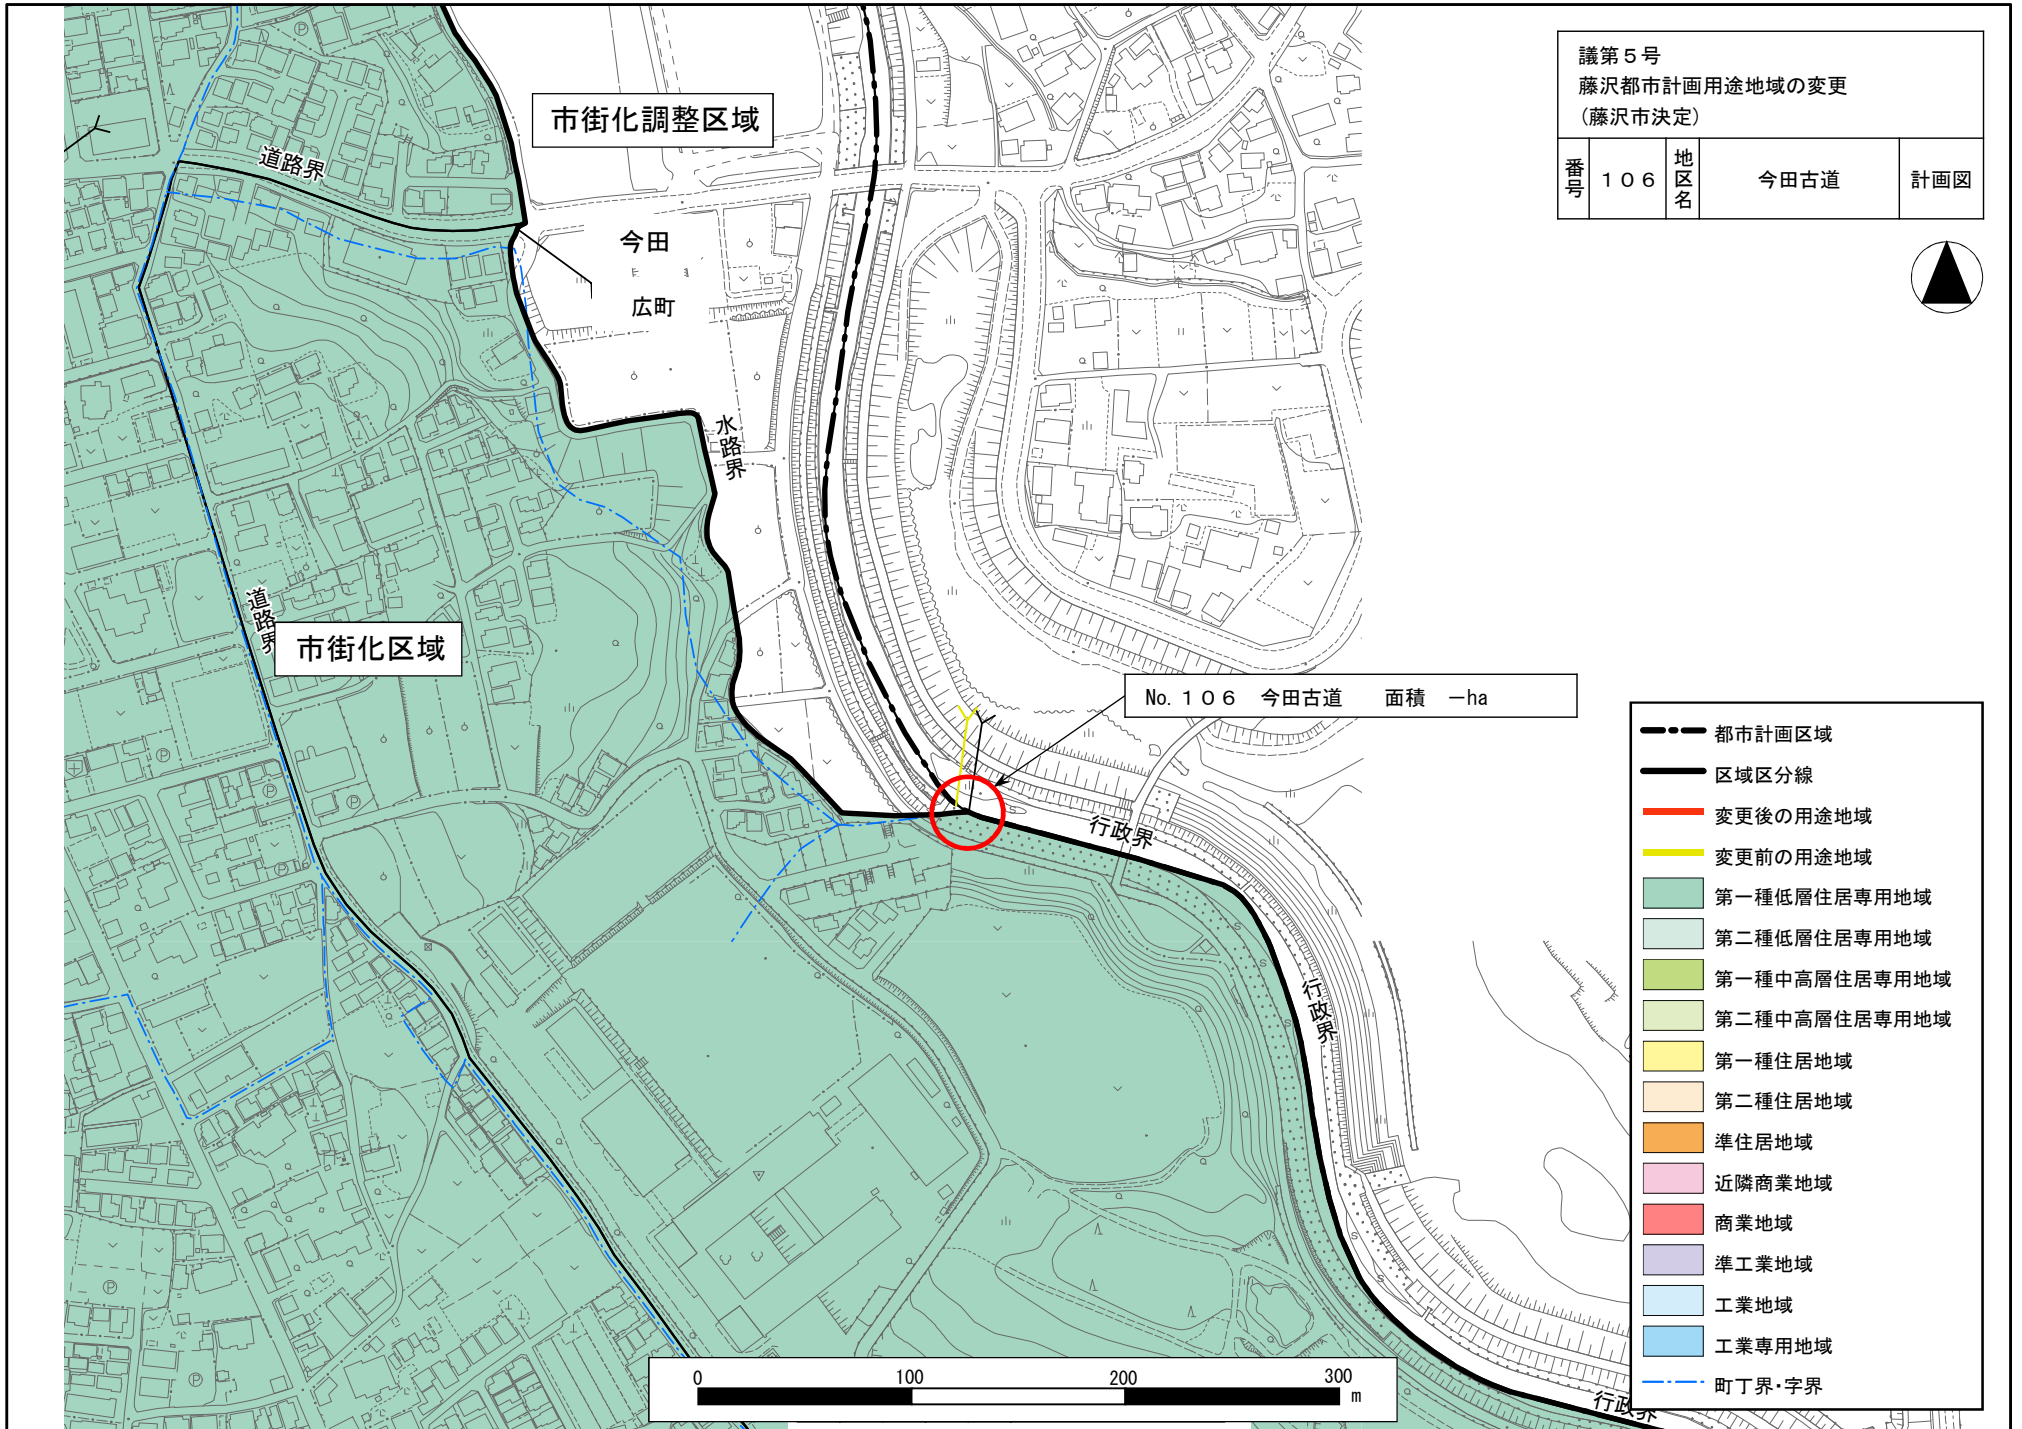 議第５号
藤沢都市計画用途地域の変更
（藤沢市決定）
番号 １０６ 地区名 今田古道 計画図
市街化調整区域
道路界
今田
広町
水路界
道路界
市街化区域
No. １０６　今田古道　　面積　－ha
行政界
行政界
行政界
都市計画区域
区域区分線
変更後の用途地域
変更前の用途地域
第一種低層住居専用地域
第二種低層住居専用地域
第一種中高層住居専用地域
第二種中高層住居専用地域
第一種住居地域
第二種住居地域
準住居地域
近隣商業地域
商業地域
準工業地域
工業地域
工業専用地域
町丁界・字界
0 100 200 300
m